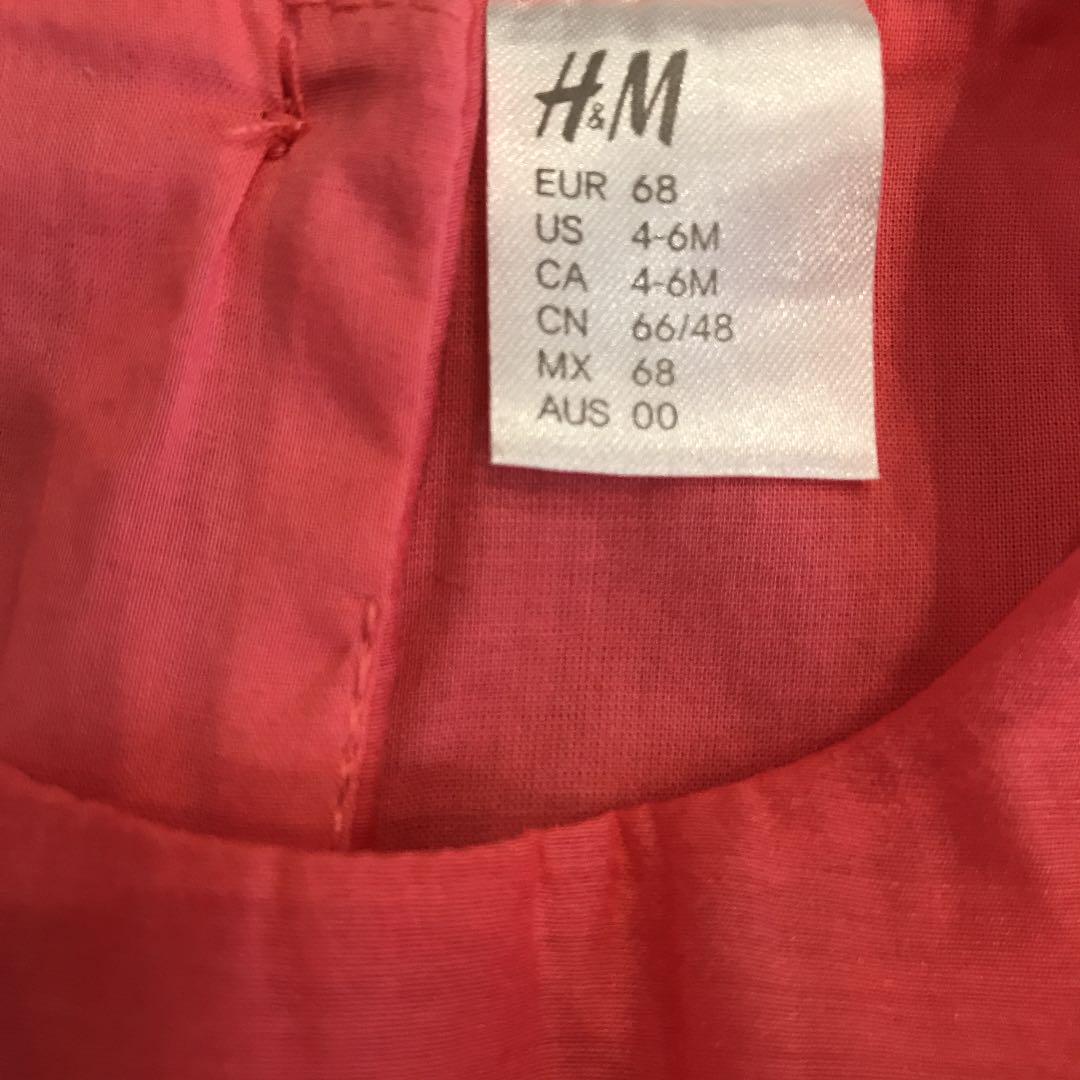 H&M
EUR 68
US 4-6M
CA 4-6M
CN 66/48
MX 68
AUS 00